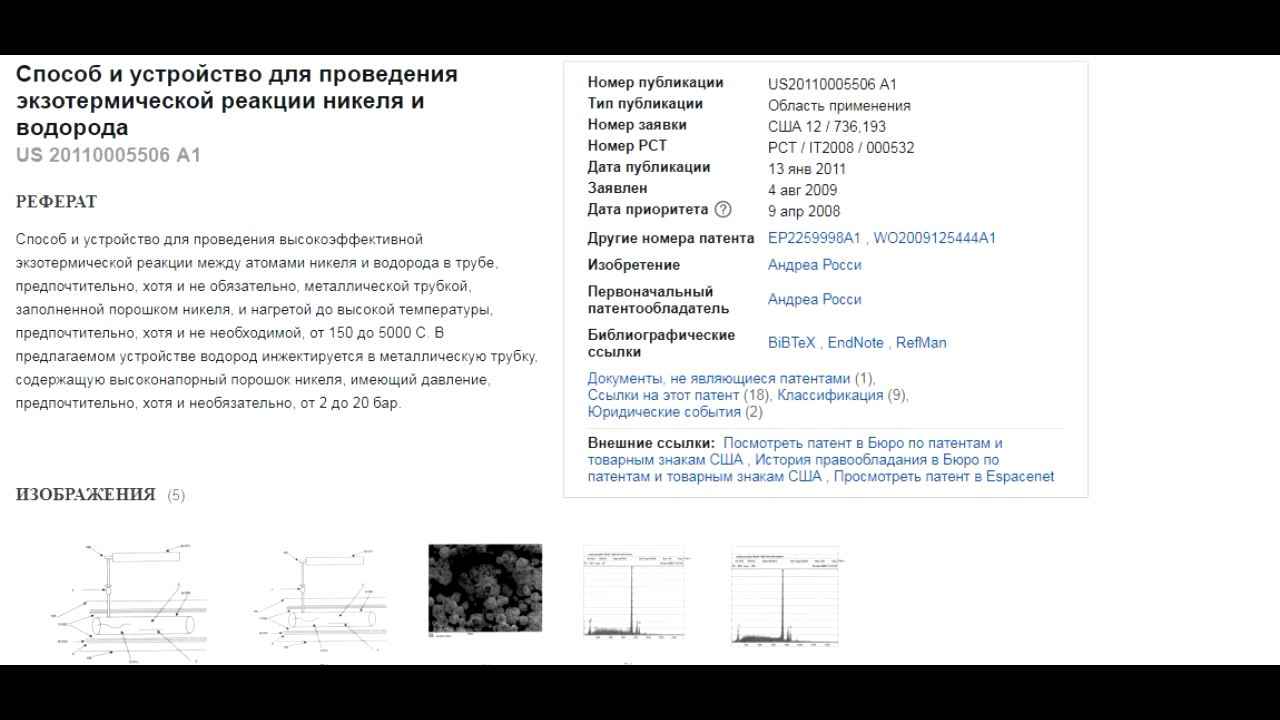 Способ и устройство для проведения
экзотермической реакции никеля и
водорода
US 20110005506 A1
РЕФЕРАТ
Способ и устройство для проведения высокоэффективной
экзотермической реакции между атомами никеля и водорода в трубе,
предпочтительно, хотя и не обязательно, металлической трубкой,
заполненной порошком никеля, и нагретой до высокой температуры,
предпочтительно, хотя и не необходимой, от 150 до 5000 С. В
предлагаемом устройстве водород инжектируется в металлическую трубку,
содержащую высоконапорный порошок никеля, имеющий давление,
предпочтительно, хотя и необязательно, от 2 до 20 бар.
ИЗОБРАЖЕНИЯ (5)
Номер публикации US20110005506 A1
Тип публикации Область применения
Номер заявки США 12 / 736,193
Номер PCT PCT / IT2008 / 000532
Дата публикации 13 янв 2011
Заявлен 4 авг 2009
Дата приоритета ? 9 апр 2008
Другие номера патента EP2259998A1 , WO2009125444A1
Изобретение Андреа Росси
Первоначальный
патентообладатель Андреа Росси
Библиографические
ссылки BiBTeX , EndNote , RefMan
Документы, не являющиеся патентами (1),
Ссылки на этот патент (18), Классификация (9),
Юридические события (2)
Внешние ссылки: Посмотреть патент в Бюро по патентам и
товарным знакам США , История правообладания в Бюро по
патентам и товарным знакам США , Просмотреть патент в Espacenet